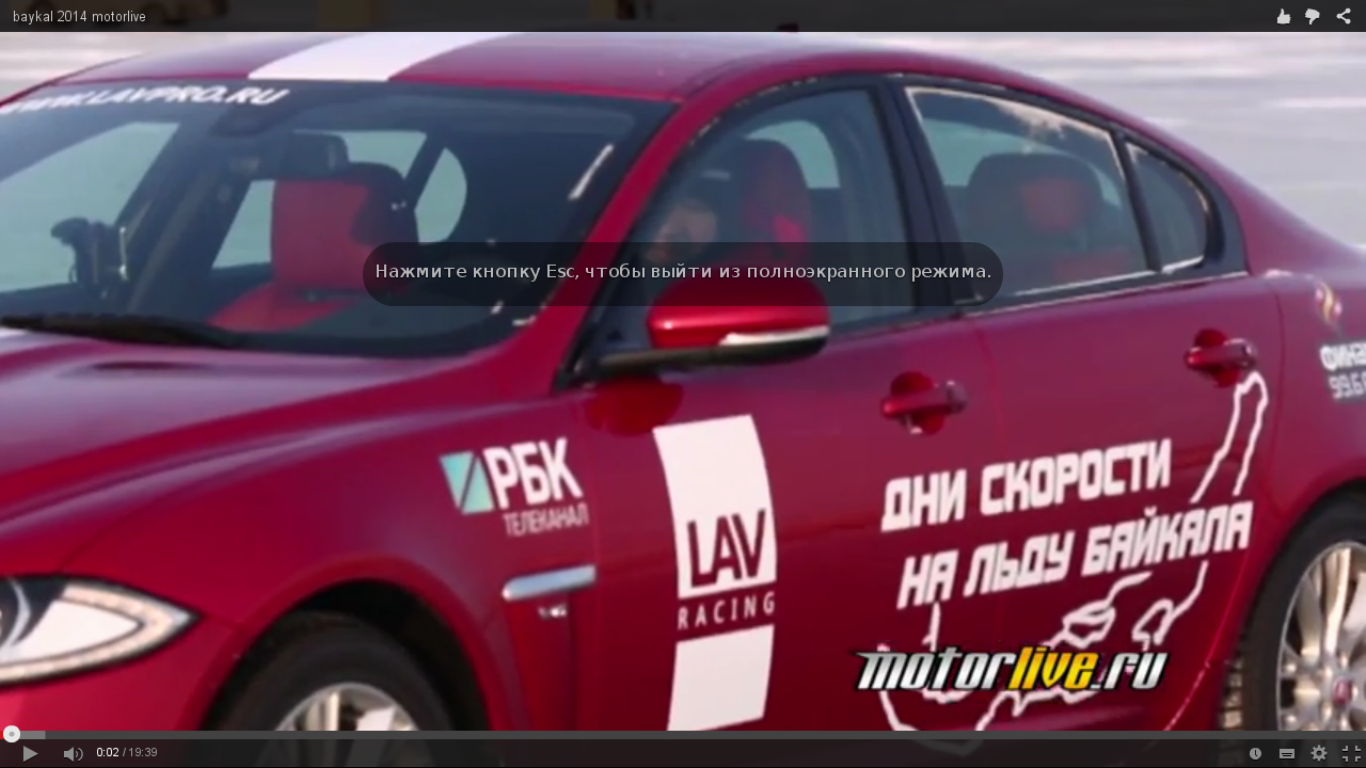 baykal 2014 motorlive
WWW.LAVPRO.RU
Нажмите кнопку Esc, чтобы выйти из полноэкранного режима.
РБК
ТЕЛЕКАНАЛ
LAV
RACING
ДНИ СКОРОСТИ
НА ЛЬДУ БАЙКАЛА
motorlive.ru
0:02 / 19:39